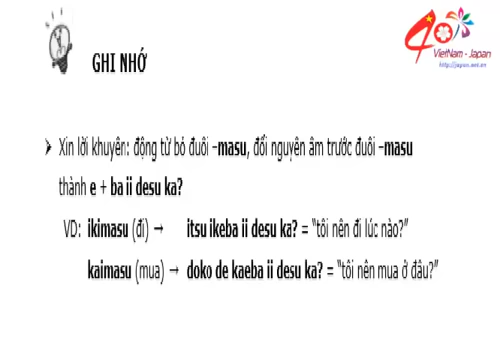 40
VietNam - Japan
http://japan.net.vn
GHI NHỚ
➢ Xin lời khuyên: động từ bỏ đuôi –masu, đổi nguyên âm trước đuôi –masu
thành e + ba ii desu ka?
VD: ikimasu (đi) → itsu ikeba ii desu ka? = “tôi nên đi lúc nào?”
kaimasu (mua) → doko de kaeba ii desu ka? = “tôi nên mua ở đâu?”